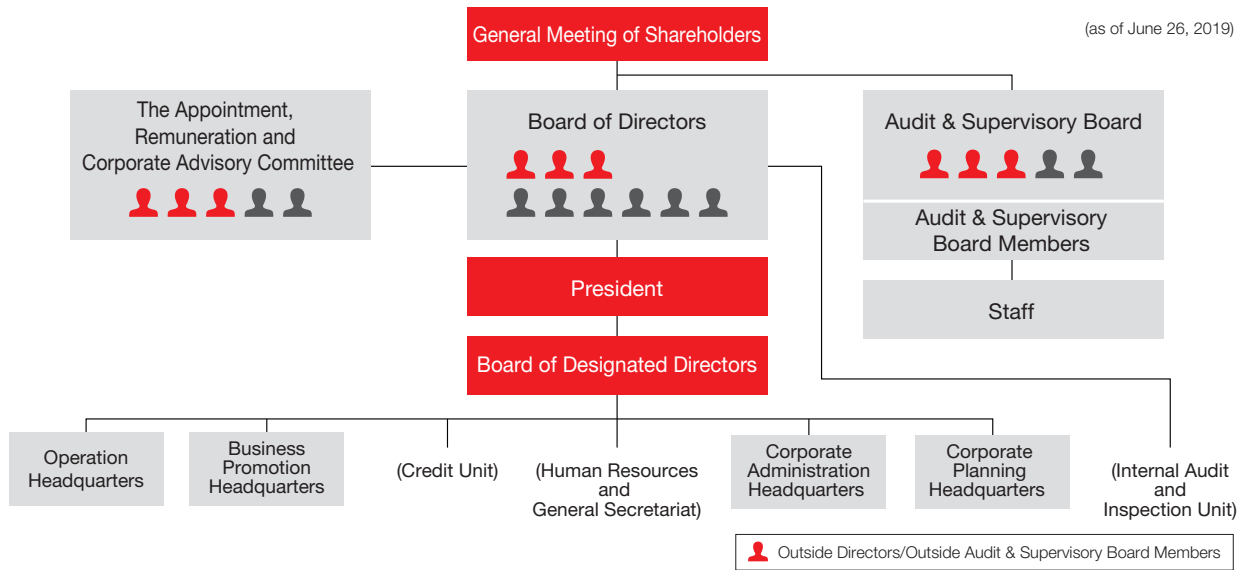 General Meeting of Shareholders
(as of June 26, 2019)
The Appointment,
Remuneration and
Corporate Advisory Committee
Board of Directors
Audit & Supervisory Board
Audit & Supervisory
Board Members
President
Staff
Board of Designated Directors
Operation
Headquarters
Business
Promotion
Headquarters
(Credit Unit)
(Human Resources
and
General Secretariat)
Corporate
Administration
Headquarters
Corporate
Planning
Headquarters
(Internal Audit
and
Inspection Unit)
Outside Directors/Outside Audit & Supervisory Board Members